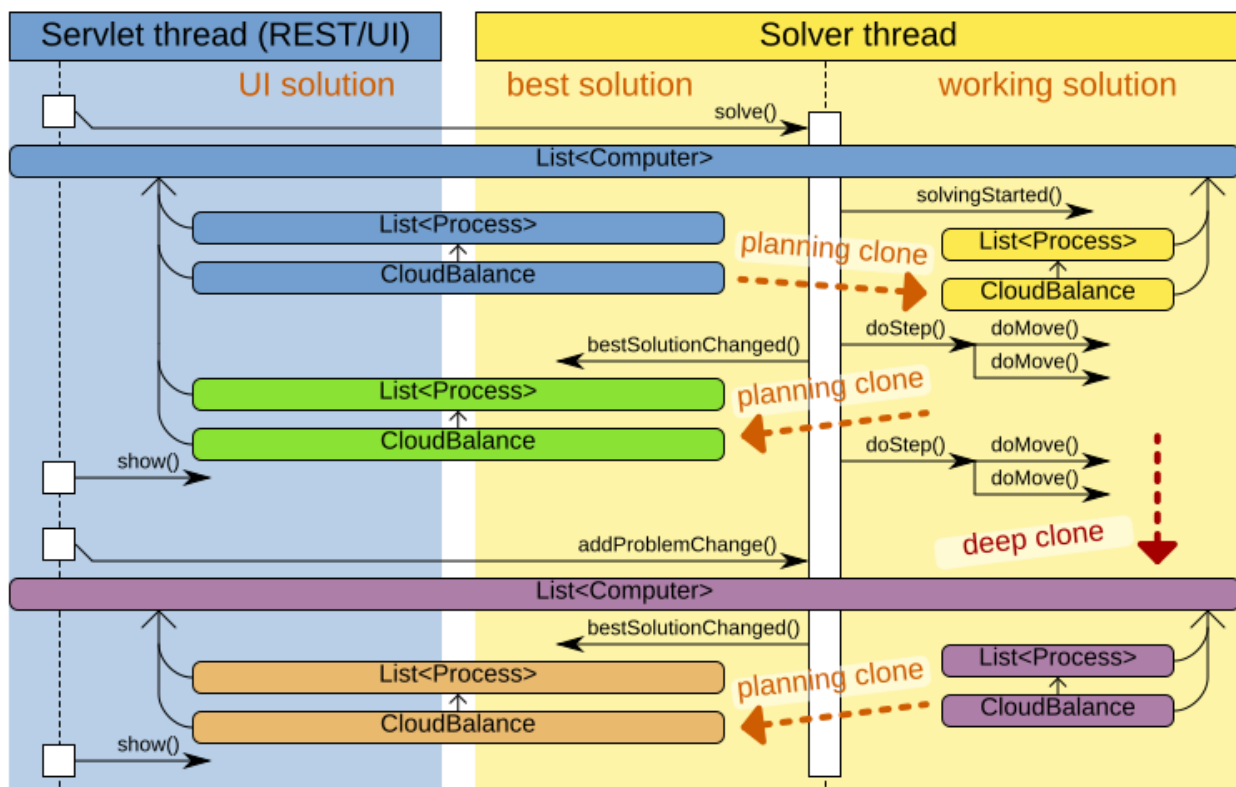 Servlet thread (REST/UI)
Solver thread
UI solution
best solution
working solution
solve()
List<Computer>
solvingStarted()
List<Process>
planning clone
List<Process>
CloudBalance
CloudBalance
doStep()
doMove()
bestSolutionChanged()
doMove()
List<Process>
planning clone
CloudBalance
doStep()
doMove()
show()
doMove()
deep clone
addProblemChange()
List<Computer>
bestSolutionChanged()
List<Process>
List<Process>
planning clone
CloudBalance
CloudBalance
show()